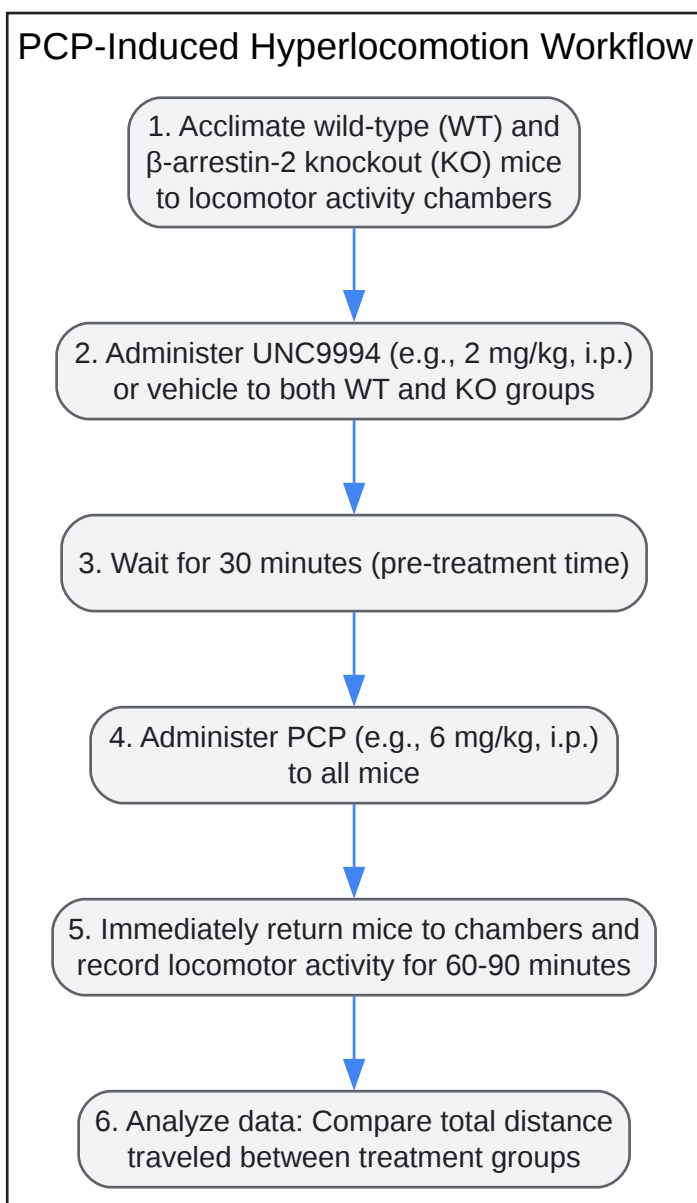 PCP-Induced Hyperlocomotion Workflow
1. Acclimate wild-type (WT) and
β-arrestin-2 knockout (KO) mice
to locomotor activity chambers
2. Administer UNC9994 (e.g., 2 mg/kg, i.p.)
or vehicle to both WT and KO groups
3. Wait for 30 minutes (pre-treatment time)
4. Administer PCP (e.g., 6 mg/kg, i.p.)
to all mice
5. Immediately return mice to chambers and
record locomotor activity for 60-90 minutes
6. Analyze data: Compare total distance
traveled between treatment groups